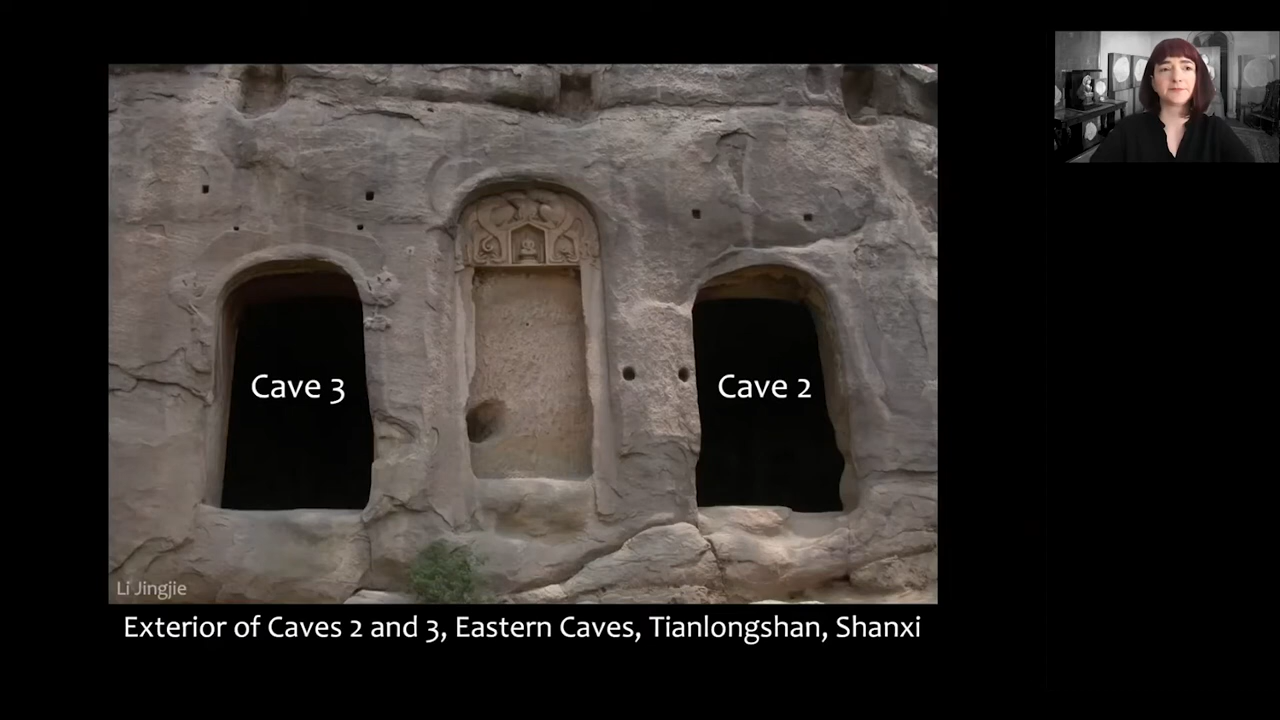 Cave 3
Cave 2
Li Jingjie
Exterior of Caves 2 and 3, Eastern Caves, Tianlongshan, Shanxi